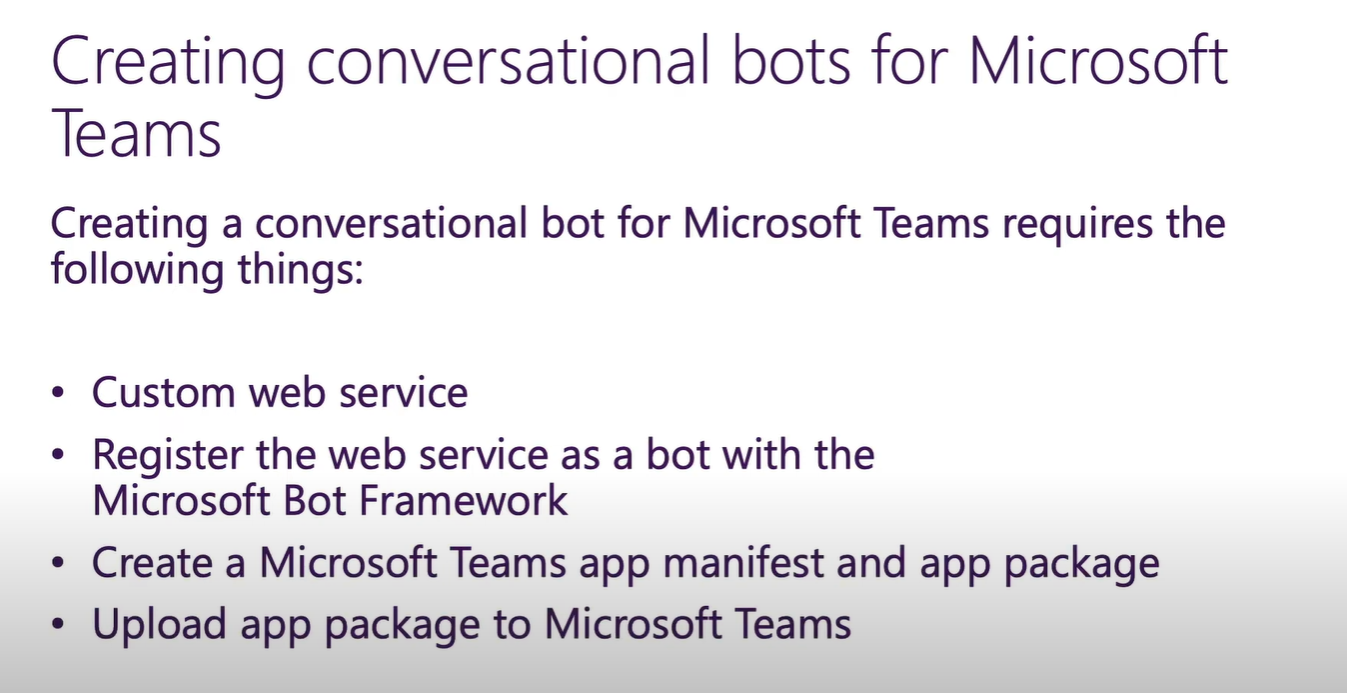 Creating conversational bots for Microsoft
Teams
Creating a conversational bot for Microsoft Teams requires the
following things:
• Custom web service
• Register the web service as a bot with the
Microsoft Bot Framework
• Create a Microsoft Teams app manifest and app package
• Upload app package to Microsoft Teams